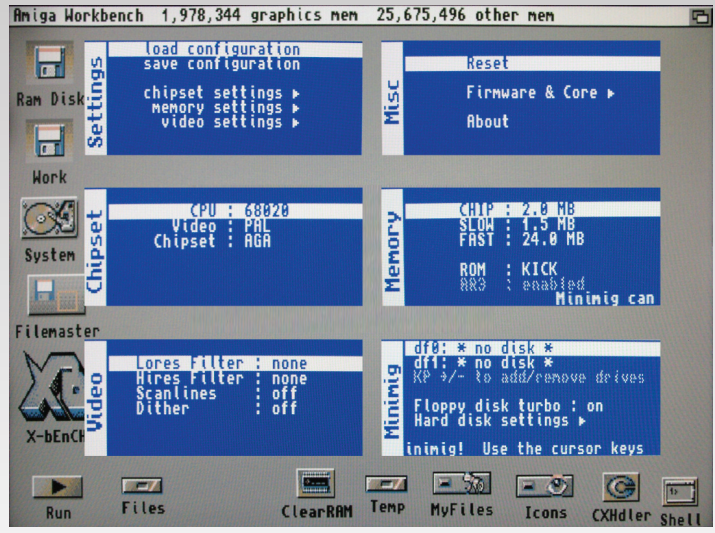 Amiga Workbench 1,978,344 graphics mem 25,675,496 other mem
Ram Disk
Work
System
Filemaster
X-bEnCH
Settings
load configuration
save configuration
chipset settings ▸
memory settings ▸
video settings ▸
Misc
Reset
Firmware & Core ▸
About
Chipset
CPU : 68020
Video : PAL
Chipset : AGA
Memory
CHIP : 2.0 MB
SLOW : 1.5 MB
FAST : 24.0 MB
ROM : KICK
AR3 : enabled
Minimig can
Video
Lores Filter : none
Hires Filter : none
Scanlines : off
Dither : off
Minimig
df0: * no disk *
df1: * no disk *
KP +/- to add/remove drives
Floppy disk turbo : on
Hard disk settings ▸
inimig! Use the cursor keys
Run
Files
ClearRAM
Temp
MyFiles
Icons
CXHdler
Shell